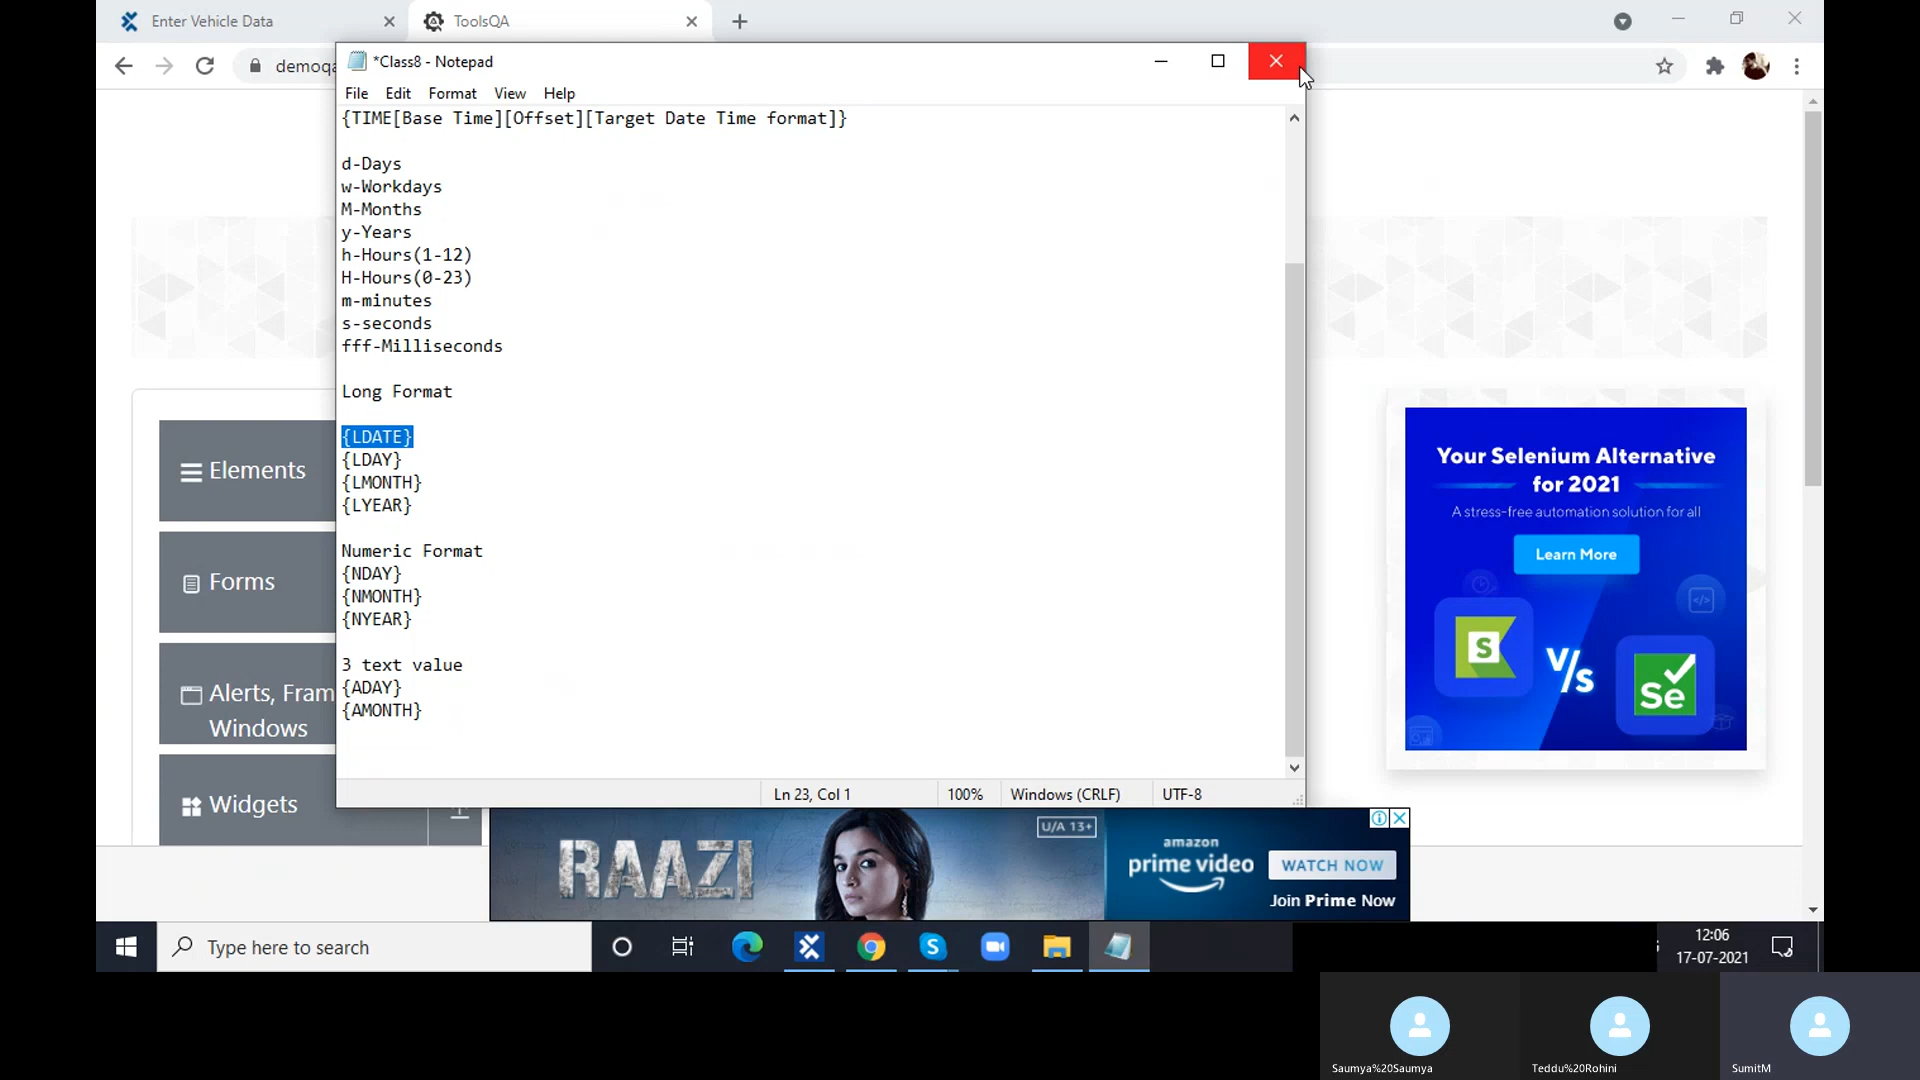 Enter Vehicle Data
ToolsQA
demoqa
*Class8 - Notepad
File Edit Format View Help
{TIME[Base Time][Offset][Target Date Time format]}
d-Days
w-Workdays
M-Months
y-Years
h-Hours(1-12)
H-Hours(0-23)
m-minutes
s-seconds
fff-Milliseconds
Long Format
{LDATE}
{LDAY}
{LMONTH}
{LYEAR}
Numeric Format
{NDAY}
{NMONTH}
{NYEAR}
3 text value
{ADAY}
{AMONTH}
Ln 23, Col 1
100%
Windows (CRLF)
UTF-8
Elements
Forms
Alerts, Fram
Windows
Widgets
Your Selenium Alternative
for 2021
A stress-free automation solution for all
Learn More
S
V/s
Se
RAAZI
U/A 13+
amazon
prime video
WATCH NOW
Join Prime Now
Type here to search
12:06
17-07-2021
Saumya%20Saumya
Teddu%20Rohini
SumitM